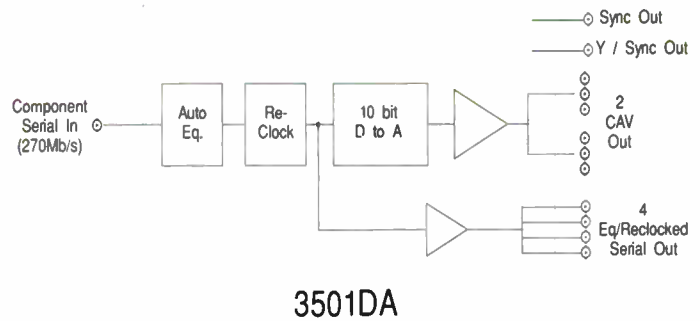 Sync Out
Y / Sync Out
Component
Serial In
(270Mb/s)
Auto
Eq.
Re-
Clock
10 bit
D to A
2
CAV
Out
4
Eq/Reclocked
Serial Out
3501DA